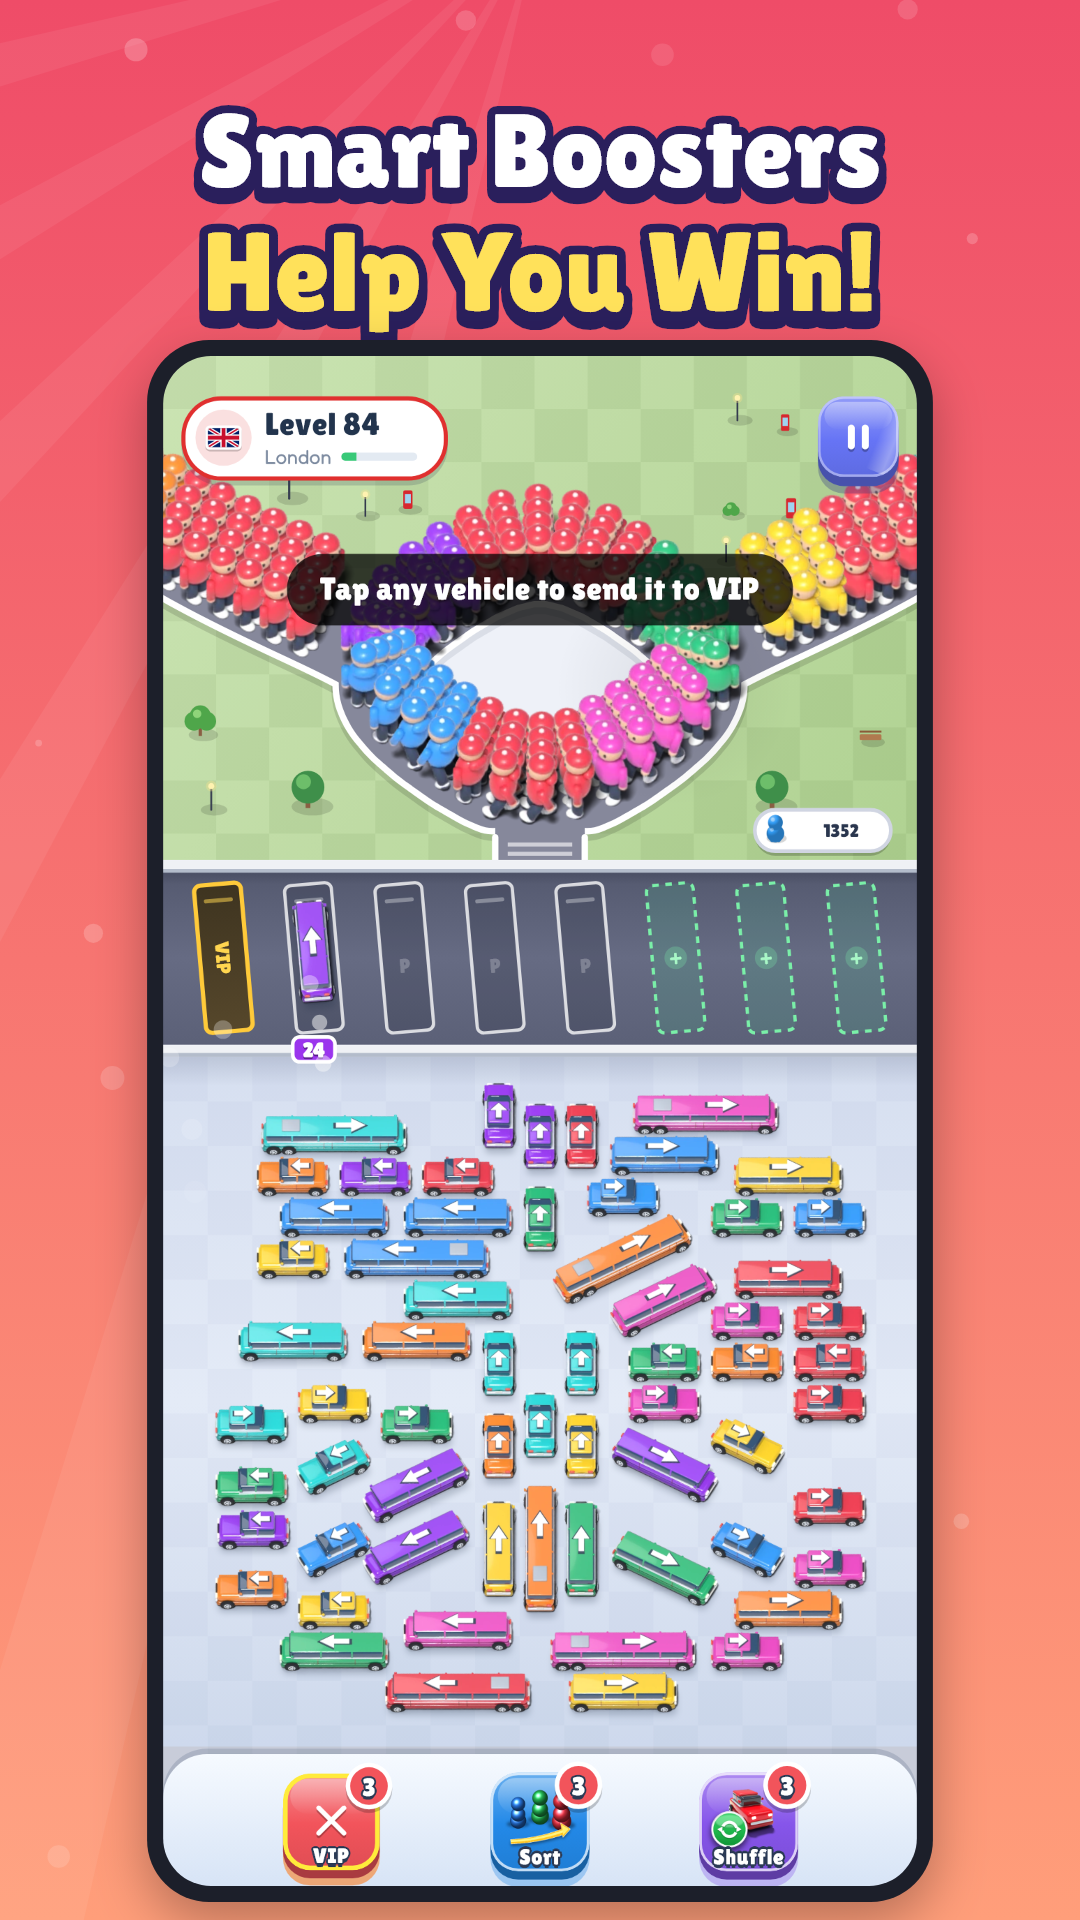 Smart Boosters
Help You Win!
Level 84
London
Tap any vehicle to send it to VIP
1352
VIP
P
P
P
24
3
3
3
VIP
Sort
Shuffle